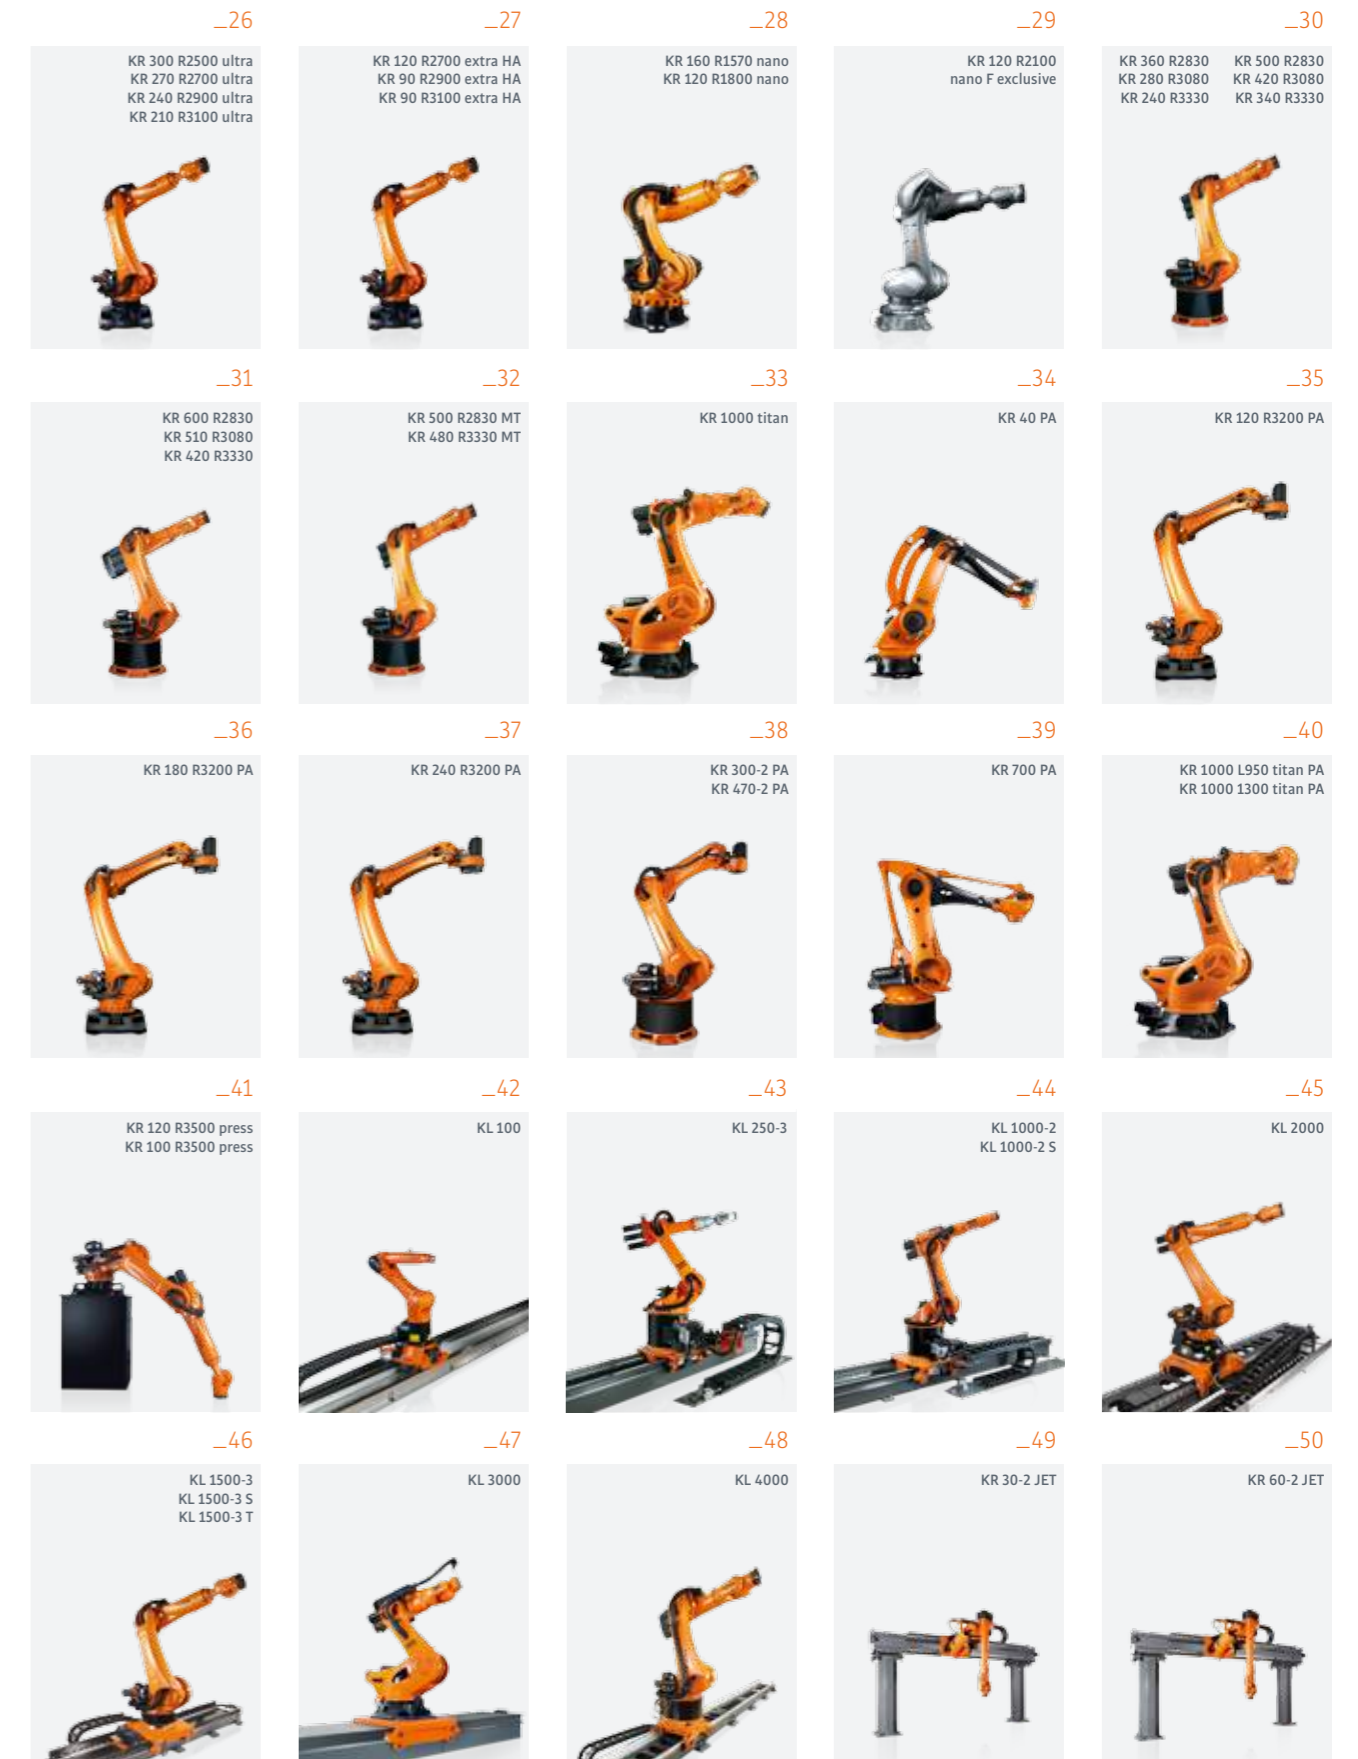 _26
KR 300 R2500 ultra
KR 270 R2700 ultra
KR 240 R2900 ultra
KR 210 R3100 ultra
_27
KR 120 R2700 extra HA
KR 90 R2900 extra HA
KR 90 R3100 extra HA
_28
KR 160 R1570 nano
KR 120 R1800 nano
_29
KR 120 R2100
nano F exclusive
_30
KR 360 R2830 KR 500 R2830
KR 280 R3080 KR 420 R3080
KR 240 R3330 KR 340 R3330
_31
KR 600 R2830
KR 510 R3080
KR 420 R3330
_32
KR 500 R2830 MT
KR 480 R3330 MT
_33
KR 1000 titan
_34
KR 40 PA
_35
KR 120 R3200 PA
_36
KR 180 R3200 PA
_37
KR 240 R3200 PA
_38
KR 300-2 PA
KR 470-2 PA
_39
KR 700 PA
_40
KR 1000 L950 titan PA
KR 1000 1300 titan PA
_41
KR 120 R3500 press
KR 100 R3500 press
_42
KL 100
_43
KL 250-3
_44
KL 1000-2
KL 1000-2 S
_45
KL 2000
_46
KL 1500-3
KL 1500-3 S
KL 1500-3 T
_47
KL 3000
_48
KL 4000
_49
KR 30-2 JET
_50
KR 60-2 JET